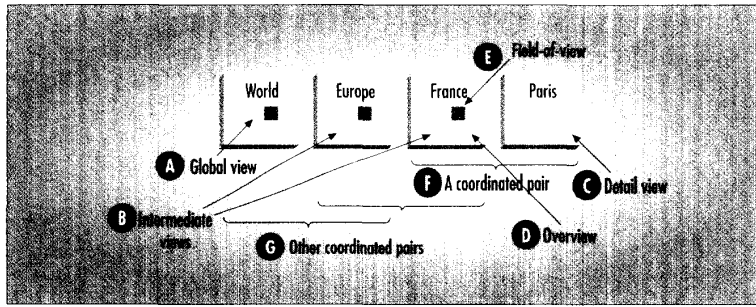 E Field-of-view
World Europe France Paris
A Global view
F A coordinated pair
C Detail view
B Intermediate
views
G Other coordinated pairs
D Overview